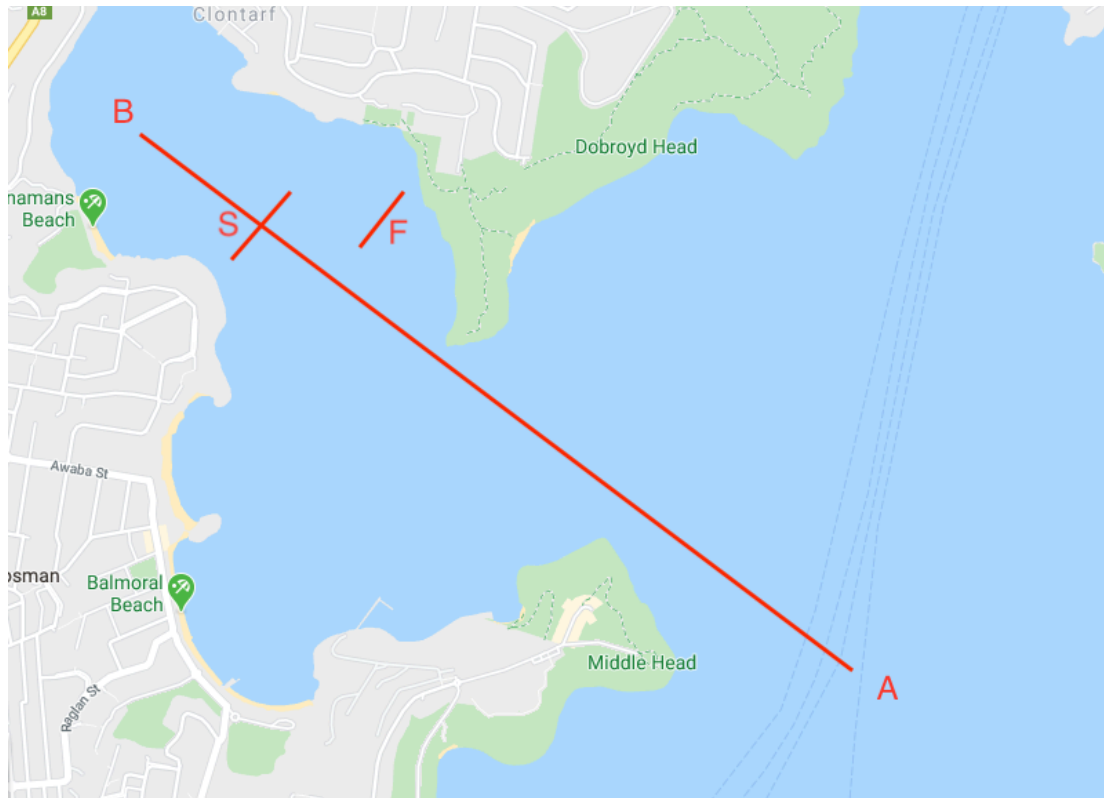 A8
Clontarf
B
Dobroyd Head
namans
Beach
S
F
Awaba St
osman
Balmoral
Beach
Middle Head
A
Raglan St